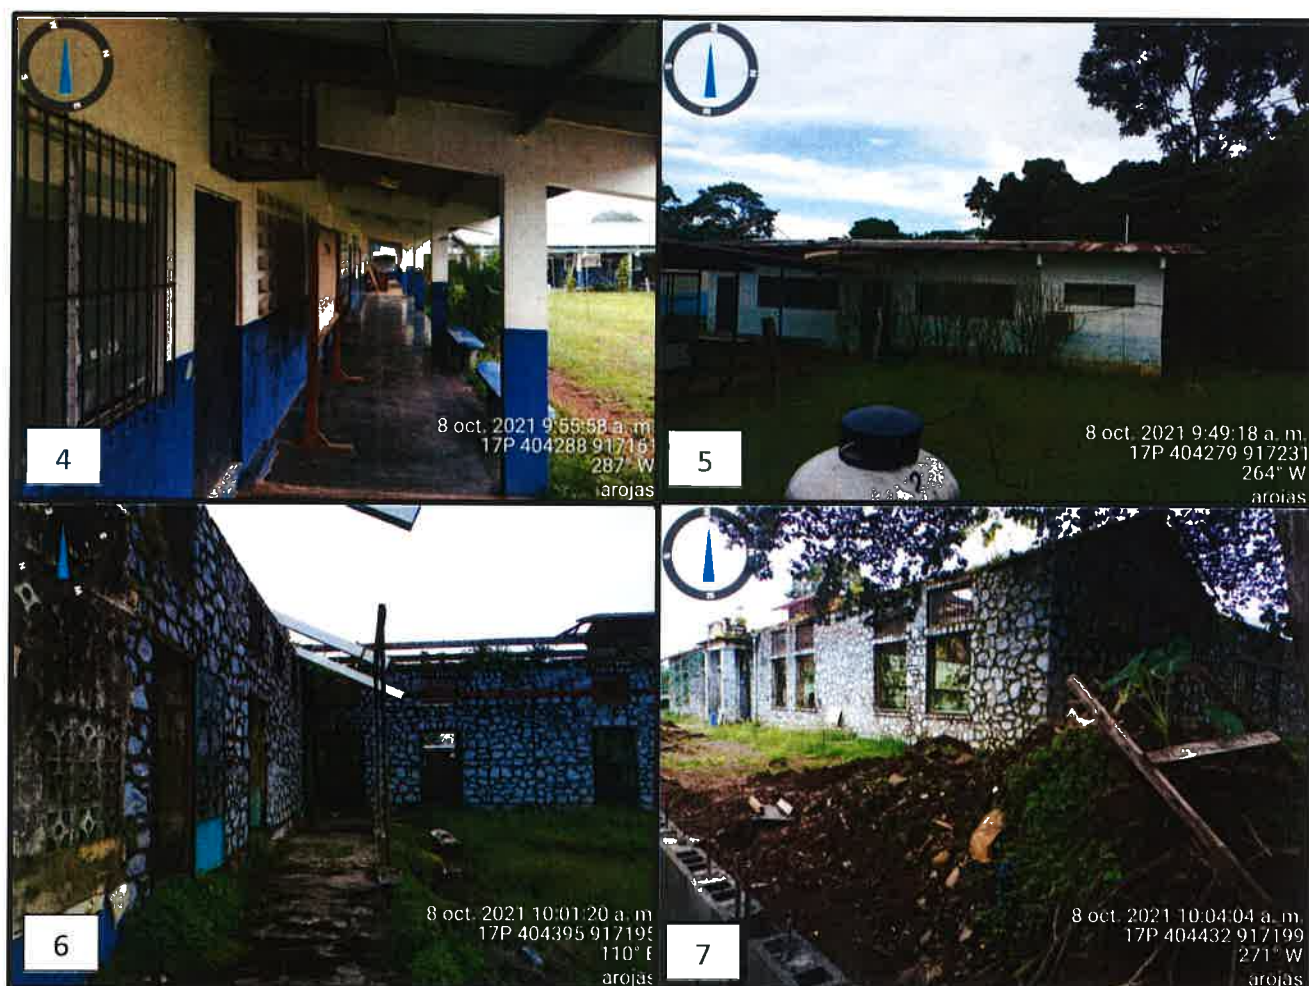 8 oct. 2021 9:55:58 a. m
17P 404288 917161
287° W
arojas
4
8 oct. 2021 9:49:18 a. m
17P 404279 917231
264° W
arojas
5
8 oct. 2021 10:01:20 a. m
17P 404395 917195
110° E
arojas
6
8 oct. 2021 10:04:04 a. m
17P 404432 917199
271° W
arojas
7